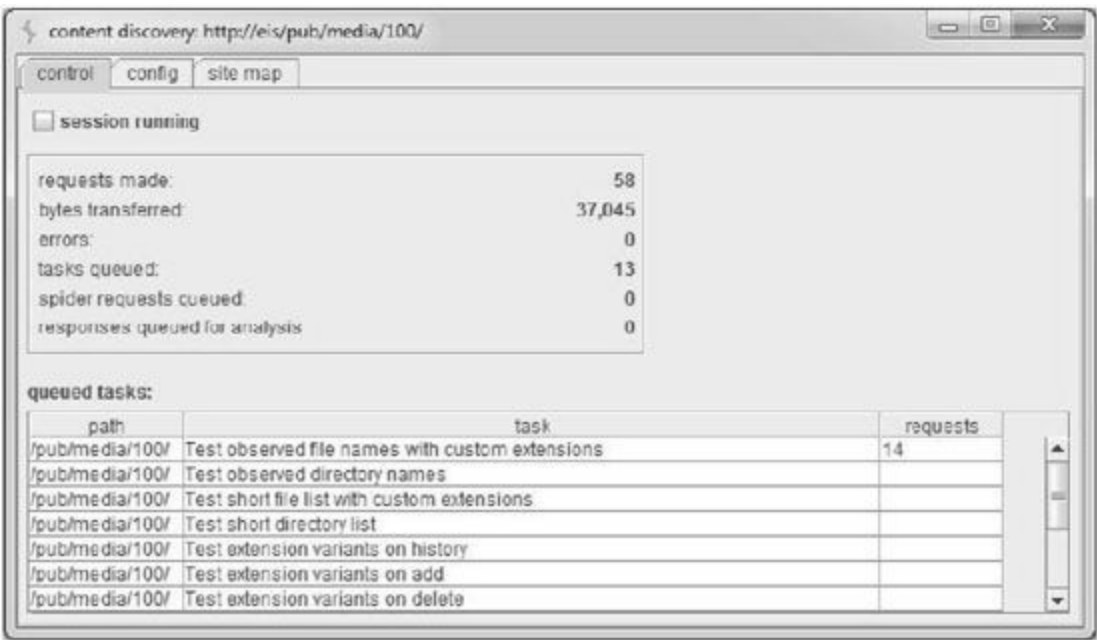 content discovery: http://eis/pub/media/100/
control config site map
session running
requests made: 58
bytes transferred: 37,045
errors: 0
tasks queued: 13
spider requests queued: 0
responses queued for analysis 0
queued tasks:
path task requests
/pub/media/100/ Test observed file names with custom extensions 14
/pub/media/100/ Test observed directory names
/pub/media/100/ Test short file list with custom extensions
/pub/media/100/ Test short directory list
/pub/media/100/ Test extension variants on history
/pub/media/100/ Test extension variants on add
/pub/media/100/ Test extension variants on delete